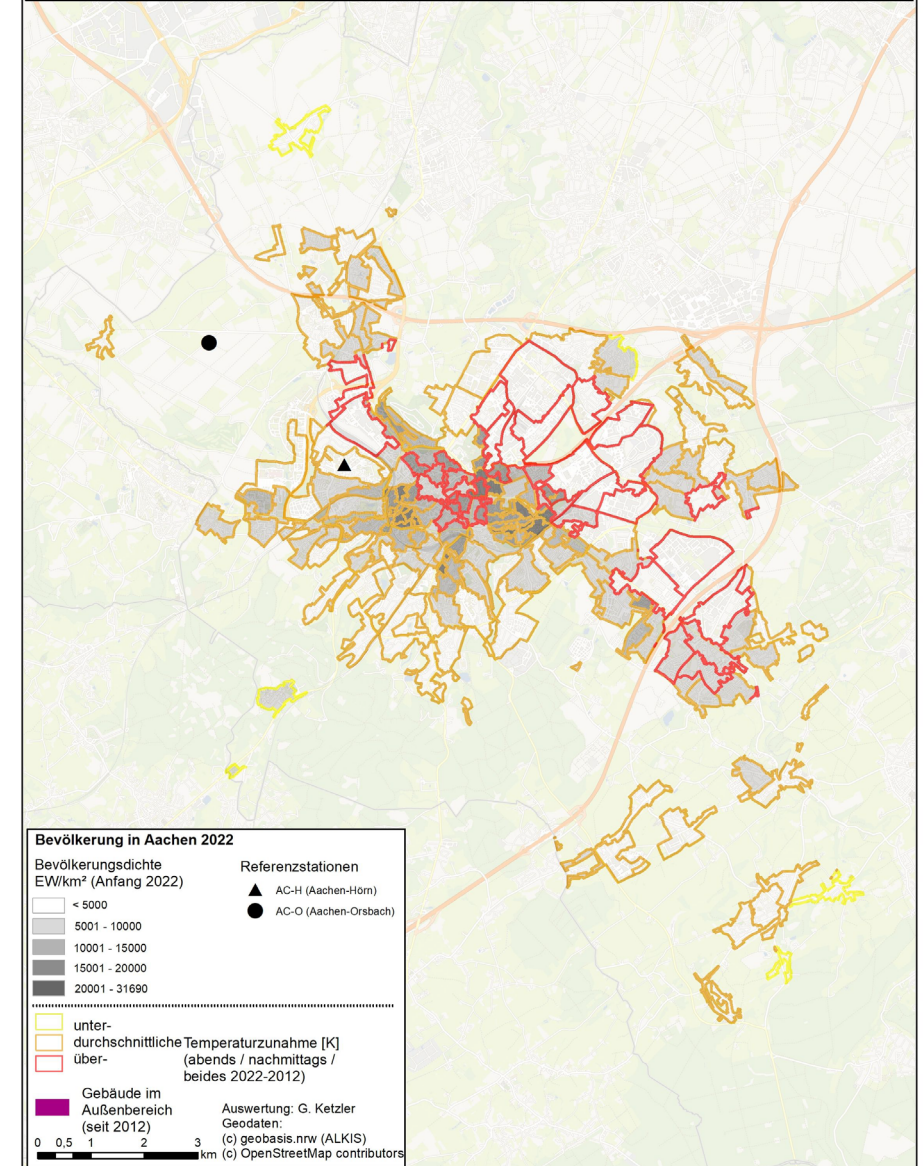 Bevölkerung in Aachen 2022
Bevölkerungsdichte
EW/km² (Anfang 2022)
< 5000
5001 - 10000
10001 - 15000
15001 - 20000
20001 - 31690
Referenzstationen
AC-H (Aachen-Hörn)
AC-O (Aachen-Orsbach)
unter-
durchschnittliche Temperaturzunahme [K]
über-
(abends / nachmittags /
beides 2022-2012)
Gebäude im
Außenbereich
(seit 2012)
Auswertung: G. Ketzler
Geodaten:
(c) geobasis.nrw (ALKIS)
(c) OpenStreetMap contributors
0 0,5 1 2 3
km